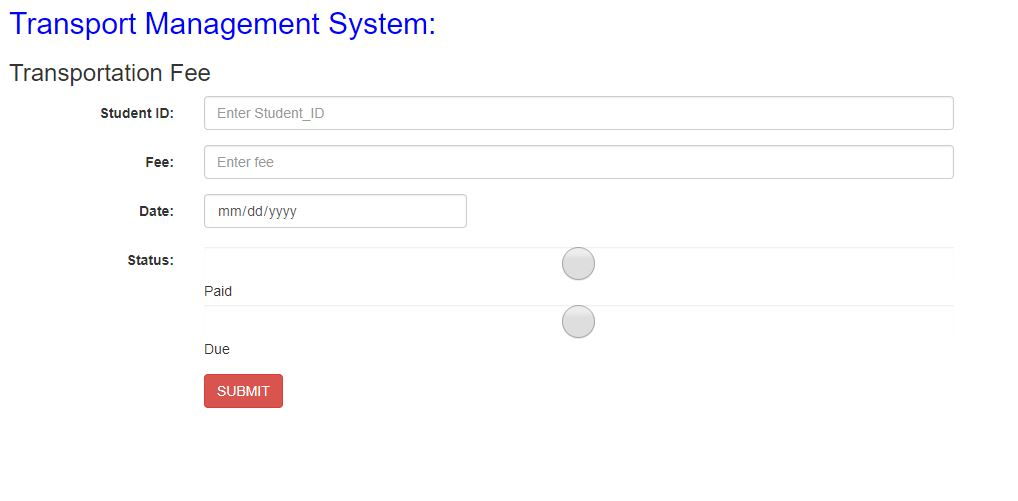 Transport Management System:
Transportation Fee
Student ID: Enter Student_ID
Fee: Enter fee
Date: mm/dd/yyyy
Status:
Paid
Due
SUBMIT